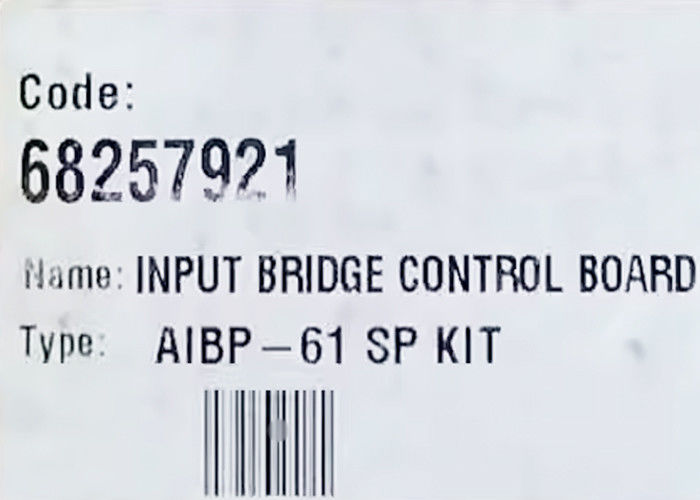 Code:
68257921
Name: INPUT BRIDGE CONTROL BOARD
Type: AIBP-61 SP KIT